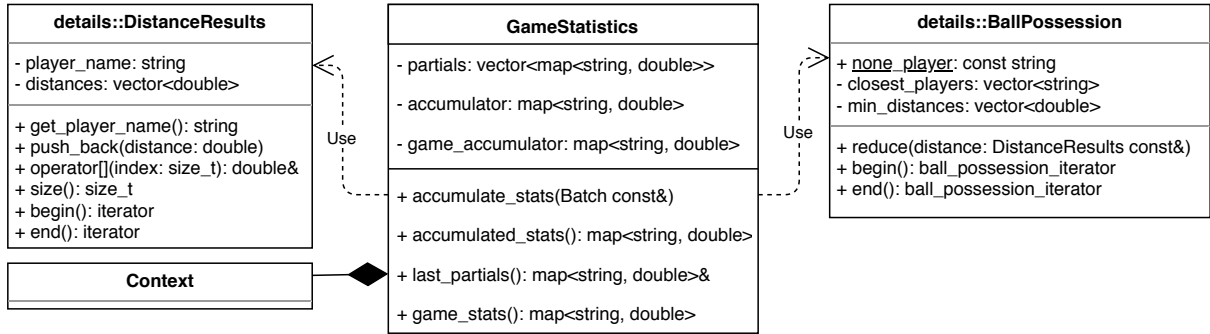 details::DistanceResults
- player_name: string
- distances: vector<double>
+ get_player_name(): string
+ push_back(distance: double)
+ operator[](index: size_t): double&
+ size(): size_t
+ begin(): iterator
+ end(): iterator
Context
Use
GameStatistics
- partials: vector<map<string, double>>
- accumulator: map<string, double>
- game_accumulator: map<string, double>
+ accumulate_stats(Batch const&)
+ accumulated_stats(): map<string, double>
+ last_partials(): map<string, double>&
+ game_stats(): map<string, double>
Use
details::BallPossession
+ none_player: const string
- closest_players: vector<string>
- min_distances: vector<double>
+ reduce(distance: DistanceResults const&)
+ begin(): ball_possession_iterator
+ end(): ball_possession_iterator